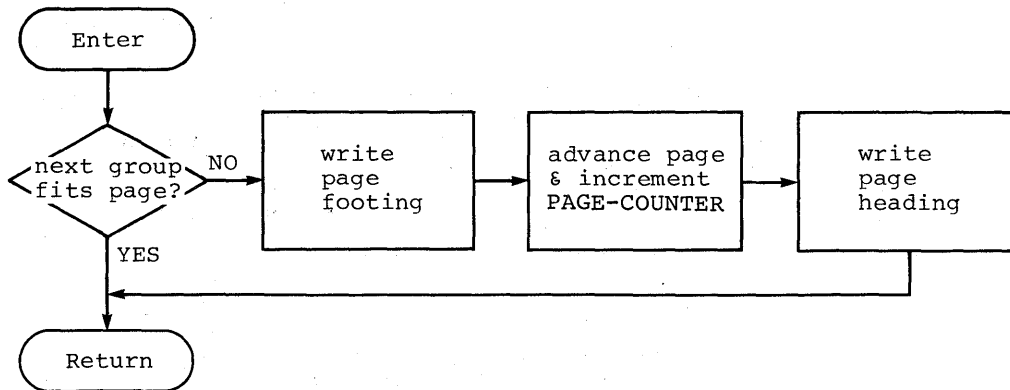 Enter
next group
fits page?
NO
write
page
footing
advance page
& increment
PAGE-COUNTER
write
page
heading
YES
Return